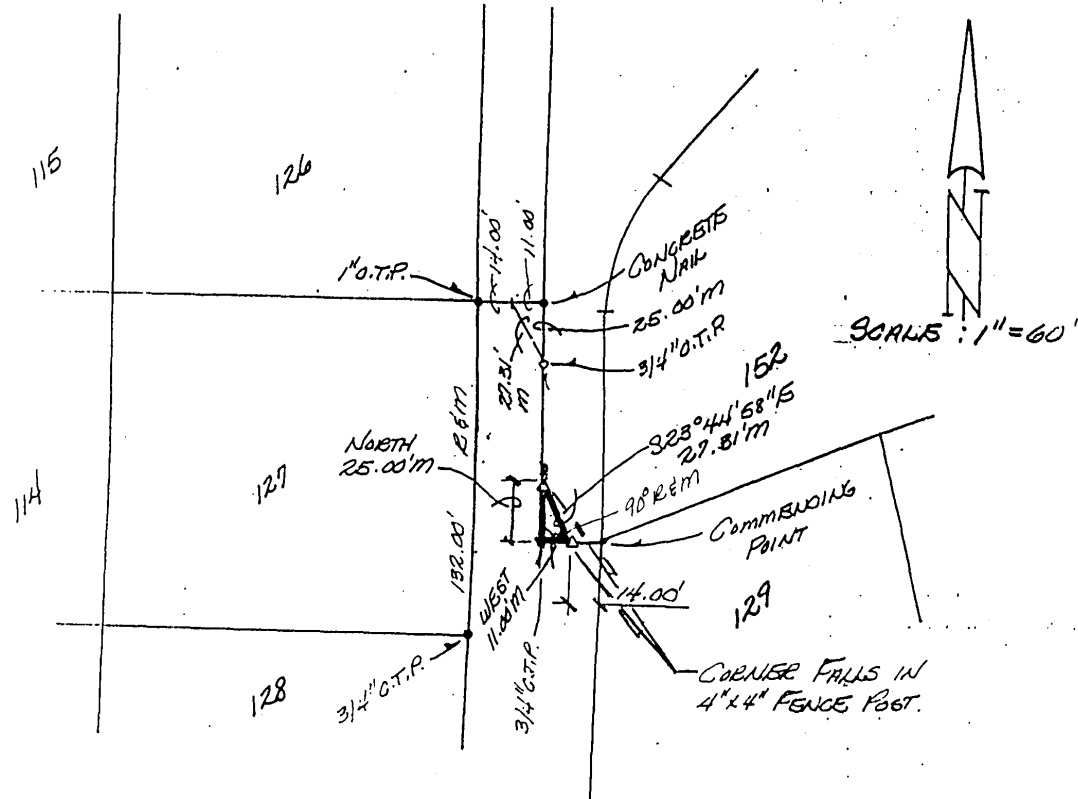 115
126
14.00'
11.00'
CONCRETE
NAIL
1" O.T.P.
25.00'M
3/4" O.T.P.
SCALE : 1" = 60'
27.31'
M
152
S23°44'58"E
27.31'M
R&M
NORTH
25.00'M
90° R&M
114
127
COMMENCING
POINT
132.00'
WEST
11.00'M
14.00'
129
3/4" O.T.P.
3/4" O.T.P.
128
CORNER FALLS IN
4"x4" FENCE POST.